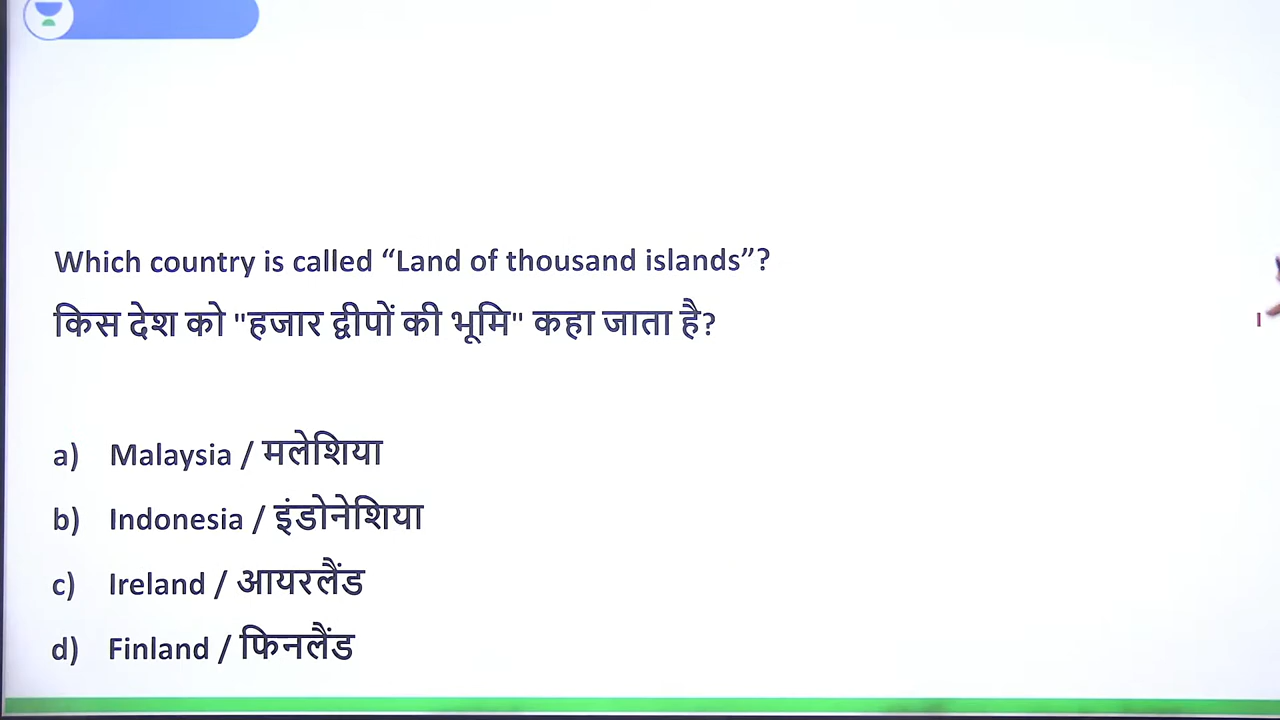 Which country is called “Land of thousand islands”?
किस देश को "हजार द्वीपों की भूमि" कहा जाता है?
a) Malaysia / मलेशिया
b) Indonesia / इंडोनेशिया
c) Ireland / आयरलैंड
d) Finland / फिनलैंड